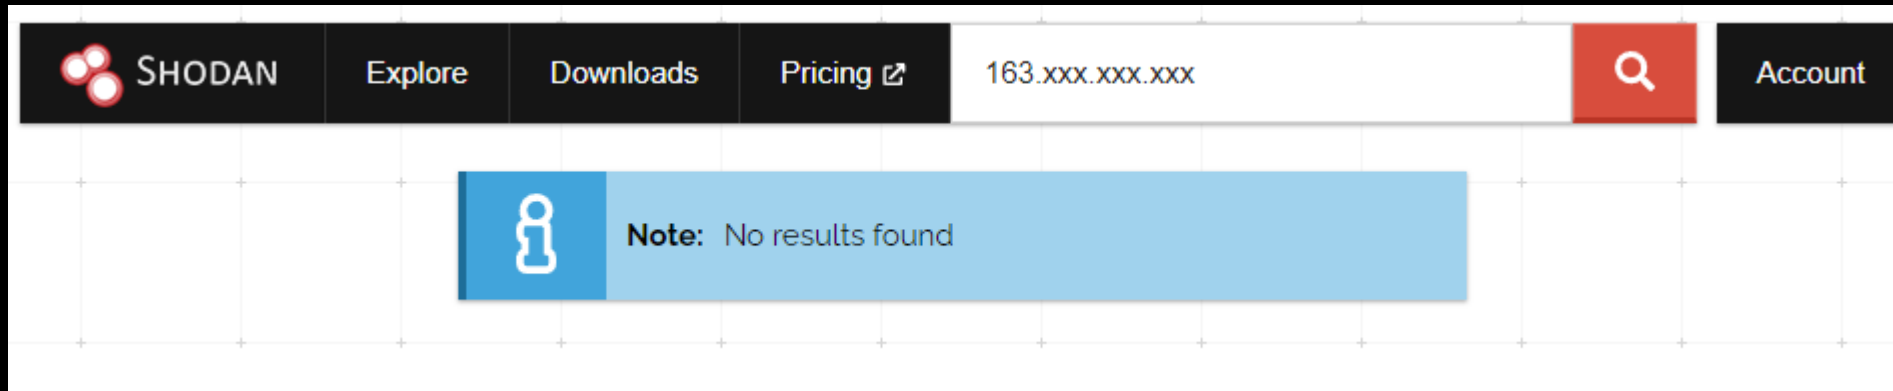 SHODAN Explore Downloads Pricing 163.xxx.xxx.xxx Account
Note: No results found